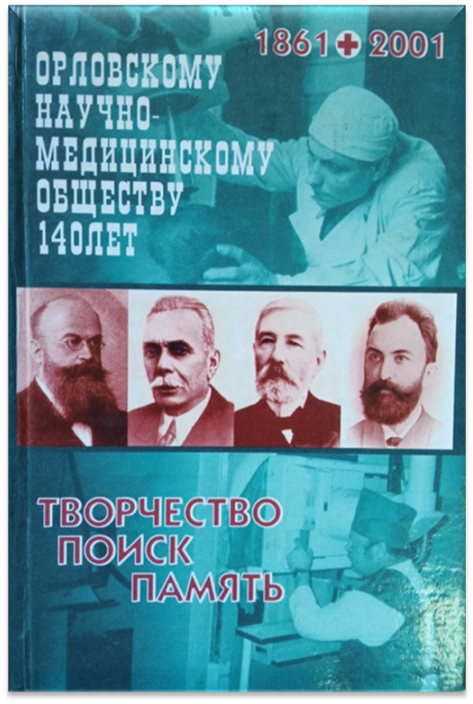 1861+2001
ОРЛОВСКОМУ
НАУЧНО-
МЕДИЦИНСКОМУ
ОБЩЕСТВУ
140ЛЕТ
ТВОРЧЕСТВО
ПОИСК
ПАМЯТЬ